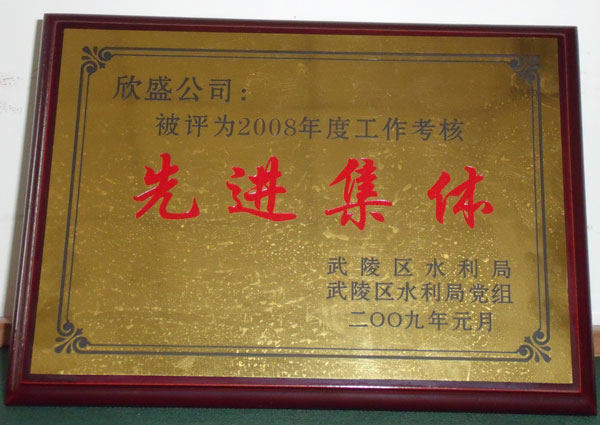 欣盛公司:
被评为2008年度工作考核
先进集体
武陵区水利局
武陵区水利局党组
二OO九年元月